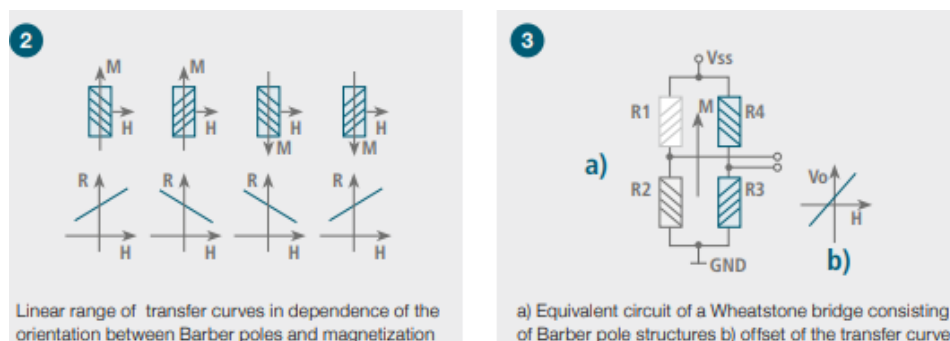 2
M M
H H H H
M M
R R R R
H H H H
Linear range of transfer curves in dependence of the
orientation between Barber poles and magnetization
3
Vss
R1 M R4
a)
R2 R3
Vo
H
GND b)
a) Equivalent circuit of a Wheatstone bridge consisting
of Barber pole structures b) offset of the transfer curve